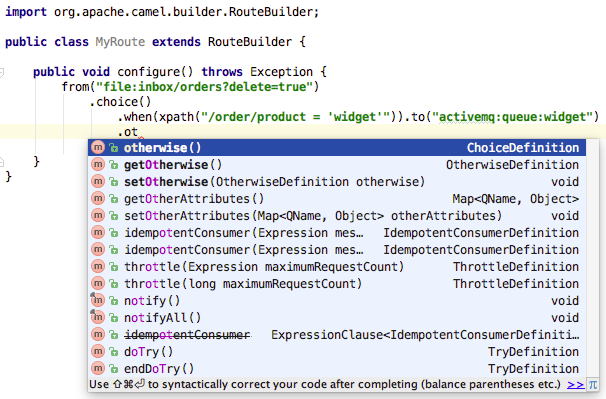 import org.apache.camel.builder.RouteBuilder;
public class MyRoute extends RouteBuilder {
public void configure() throws Exception {
from("file:inbox/orders?delete=true")
.choice()
.when(xpath("/order/product = 'widget'")).to("activemq:queue:widget")
.ot
otherwise() ChoiceDefinition
getOtherwise() OtherwiseDefinition
setOtherwise(OtherwiseDefinition otherwise) void
getOtherAttributes() Map<QName, Object>
setOtherAttributes(Map<QName, Object> otherAttributes) void
idempotentConsumer(Expression mes… IdempotentConsumerDefinition
idempotentConsumer(Expression mes… IdempotentConsumerDefinition
throttle(Expression maximumRequestCount) ThrottleDefinition
throttle(long maximumRequestCount) ThrottleDefinition
notify() void
notifyAll() void
idempotentConsumer ExpressionClause<IdempotentConsumerDefiniti…
doTry() TryDefinition
endDoTry() TryDefinition
Use ⇧⌘⏎ to syntactically correct your code after completing (balance parentheses etc.) >> π
}
}